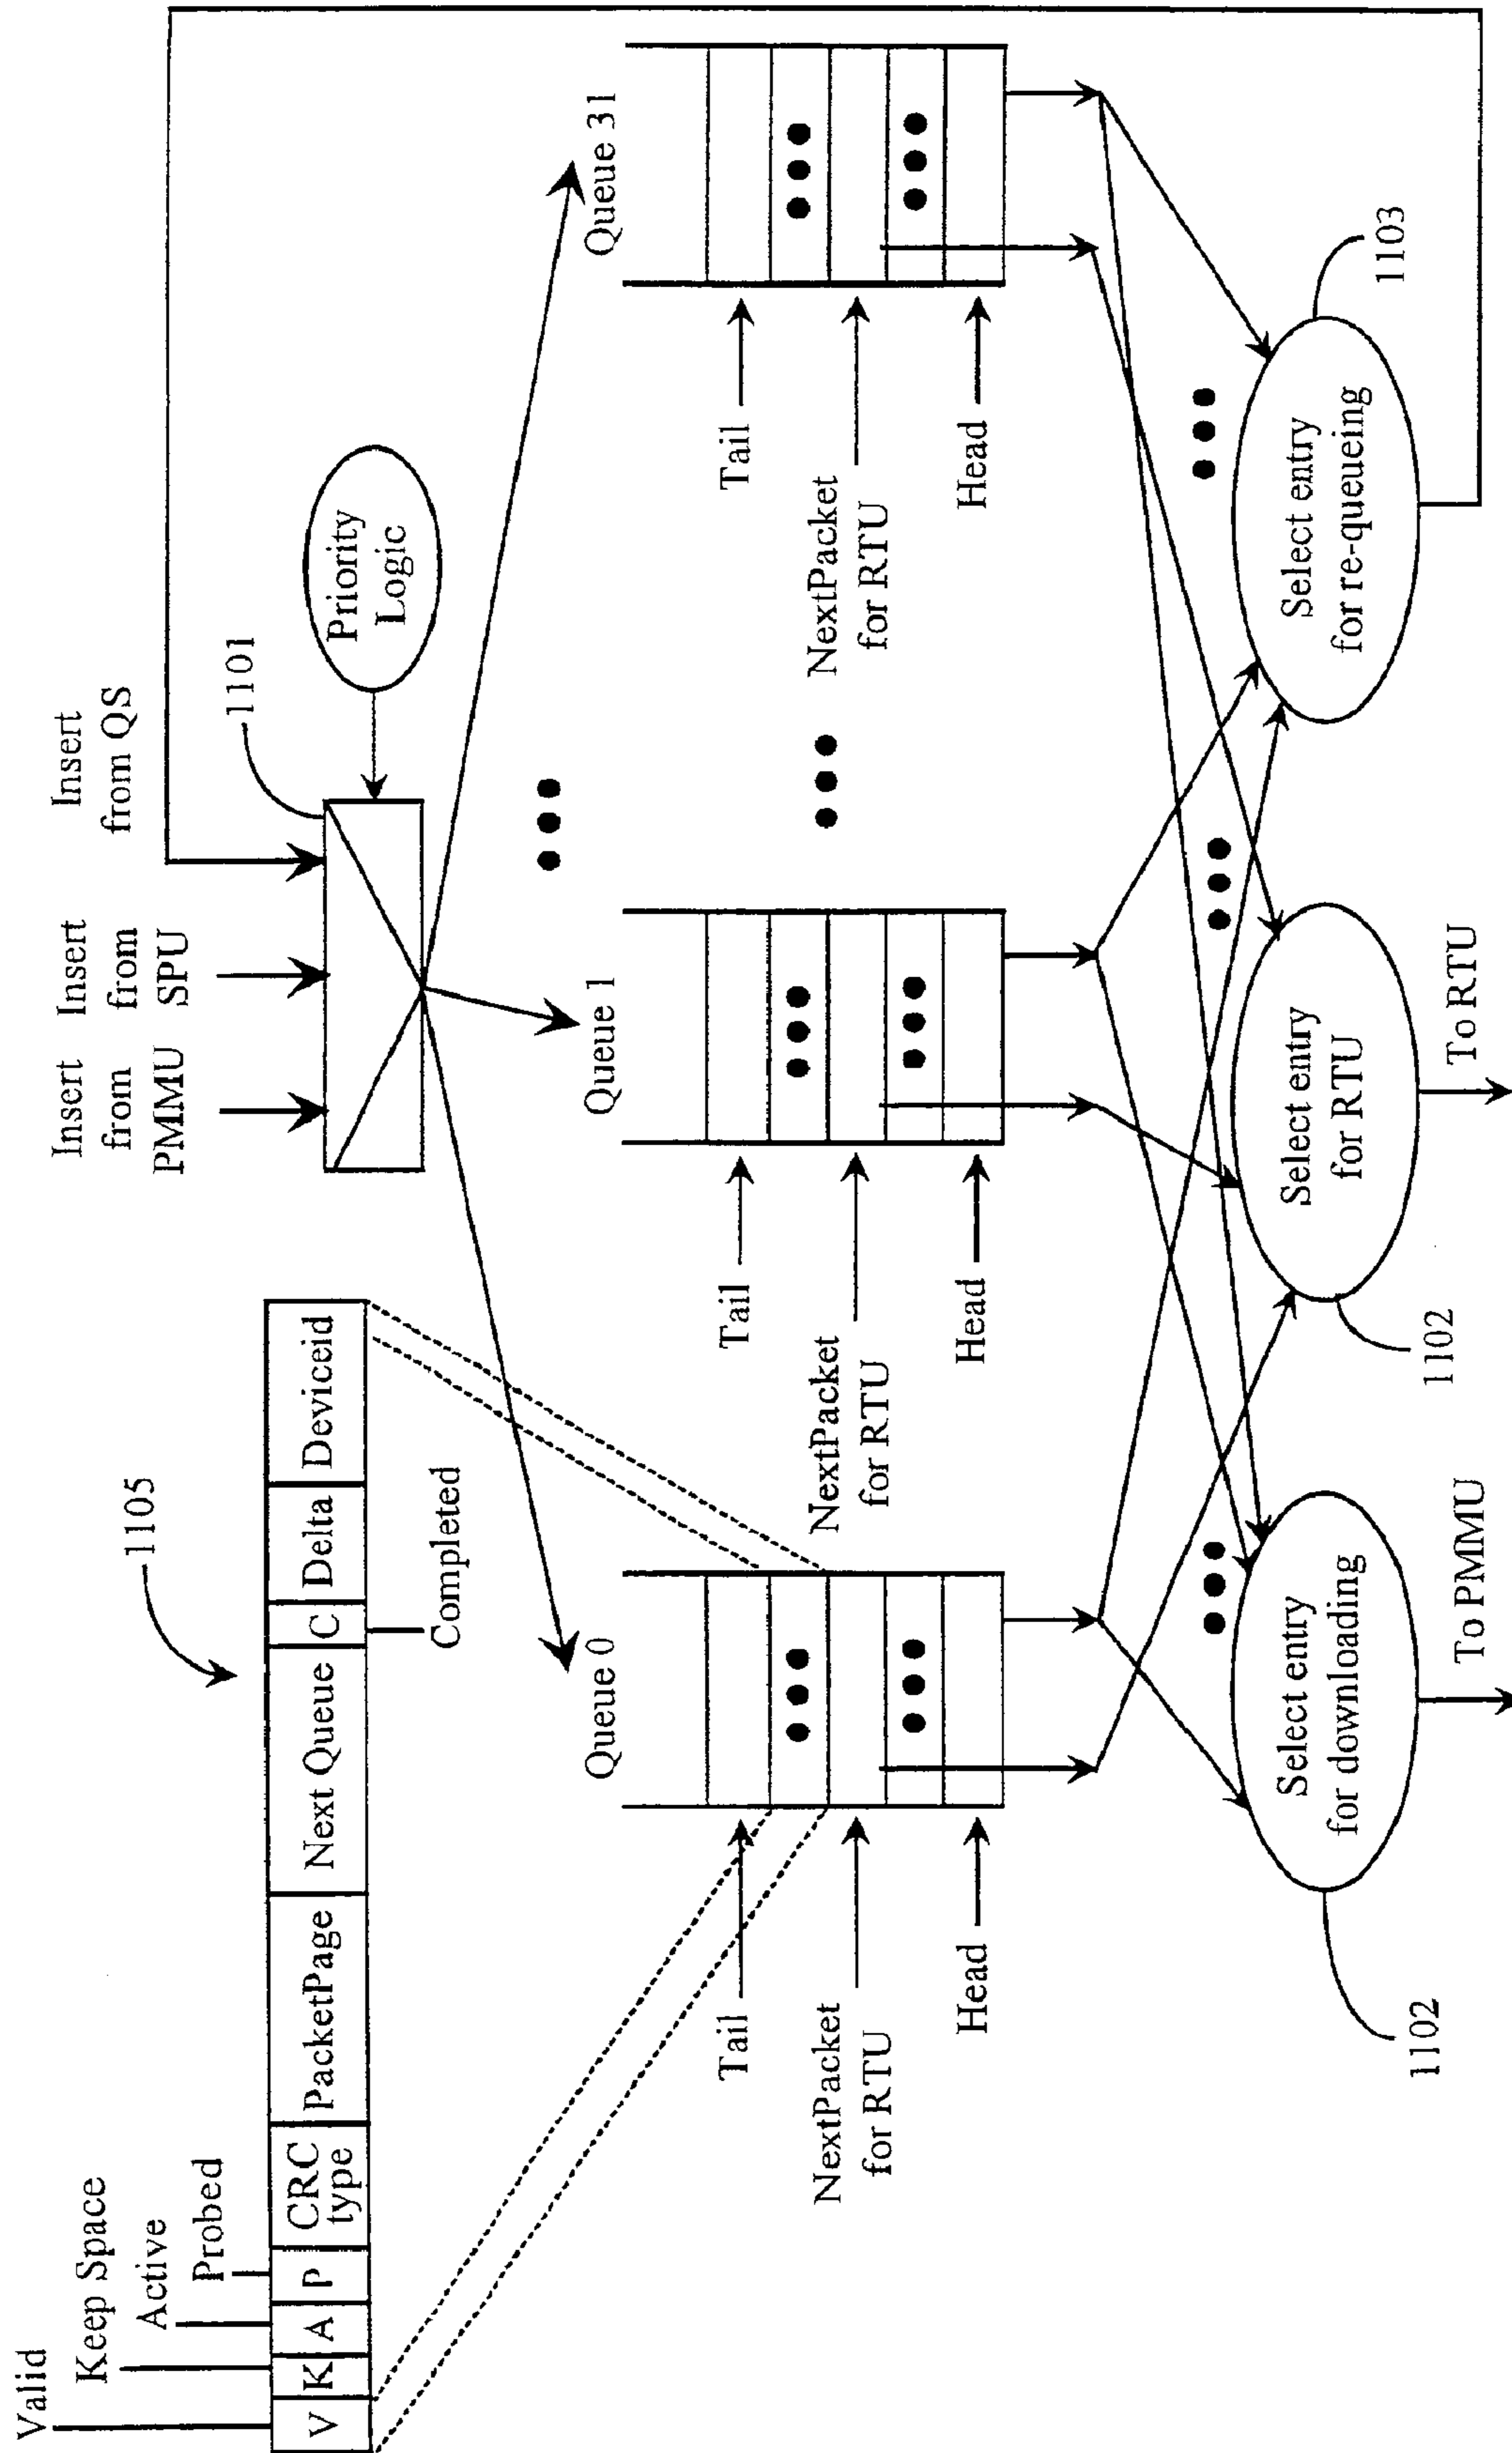 Valid
Keep Space
Active
Probed
V
K
A
P
CRC
type
PacketPage
Next Queue
C
Delta
Deviceid
Completed
1105
Insert
from
PMMU
Insert
from
SPU
Insert
from QS
1101
Priority
Logic
Queue 0
Tail
NextPacket
for RTU
Head
Queue 1
Tail
NextPacket
for RTU
Head
Queue 31
Tail
NextPacket
for RTU
Head
Select entry
for downloading
1102
To PMMU
Select entry
for RTU
1102
To RTU
Select entry
for re-queueing
1103